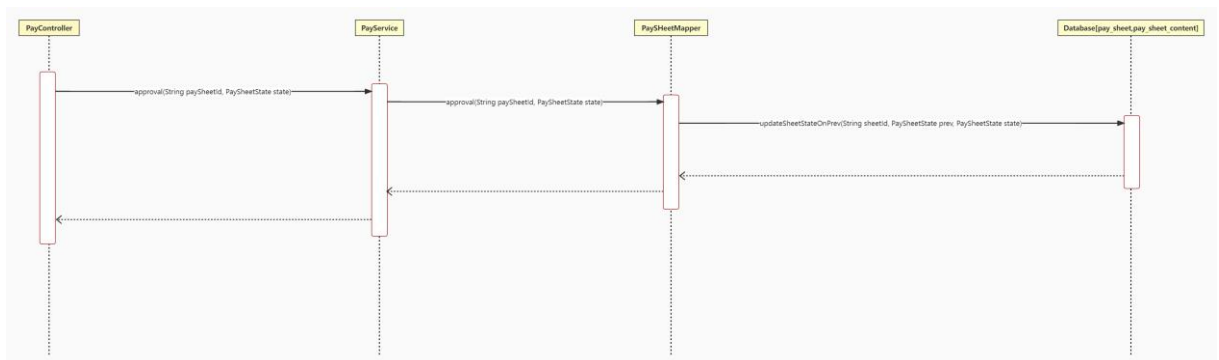 PayController
PayService
PaySHeetMapper
Database[pay_sheet,pay_sheet_content]
approval(String paySheetId, PaySheetState state)
approval(String paySheetId, PaySheetState state)
updateSheetStateOnPrev(String sheetId, PaySheetState prev, PaySheetState state)